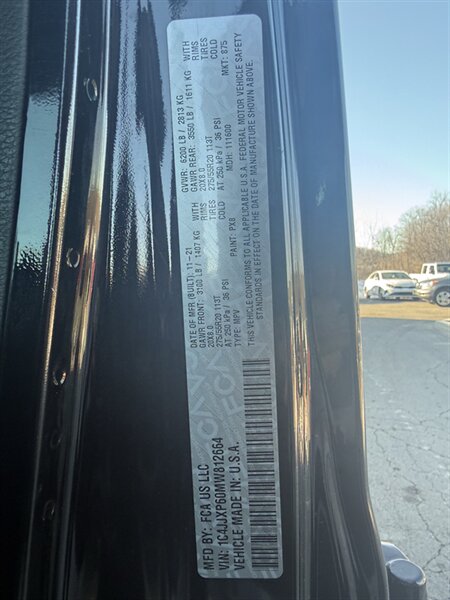 MFD BY: FCA US LLC
DATE OF MFR (BUILT): 11-21 GVWR: 6200 LB / 2813 KG
GAWR FRONT: 3100 LB / 1407 KG WITH GAWR REAR: 3550 LB / 1611 KG WITH
20X8.0 RIMS 20X8.0 RIMS
275/55R20 113T TIRES 275/55R20 113T TIRES
AT 250 kPa / 36 PSI COLD AT 250 kPa / 36 PSI COLD
TYPE: MPV PAINT: PX8 MDH: 111600 MKT: 875
THIS VEHICLE CONFORMS TO ALL APPLICABLE U.S.A. FEDERAL MOTOR VEHICLE SAFETY
STANDARDS IN EFFECT ON THE DATE OF MANUFACTURE SHOWN ABOVE.
VIN: 1C4JJXP60MW812664
VEHICLE MADE IN: U.S.A.